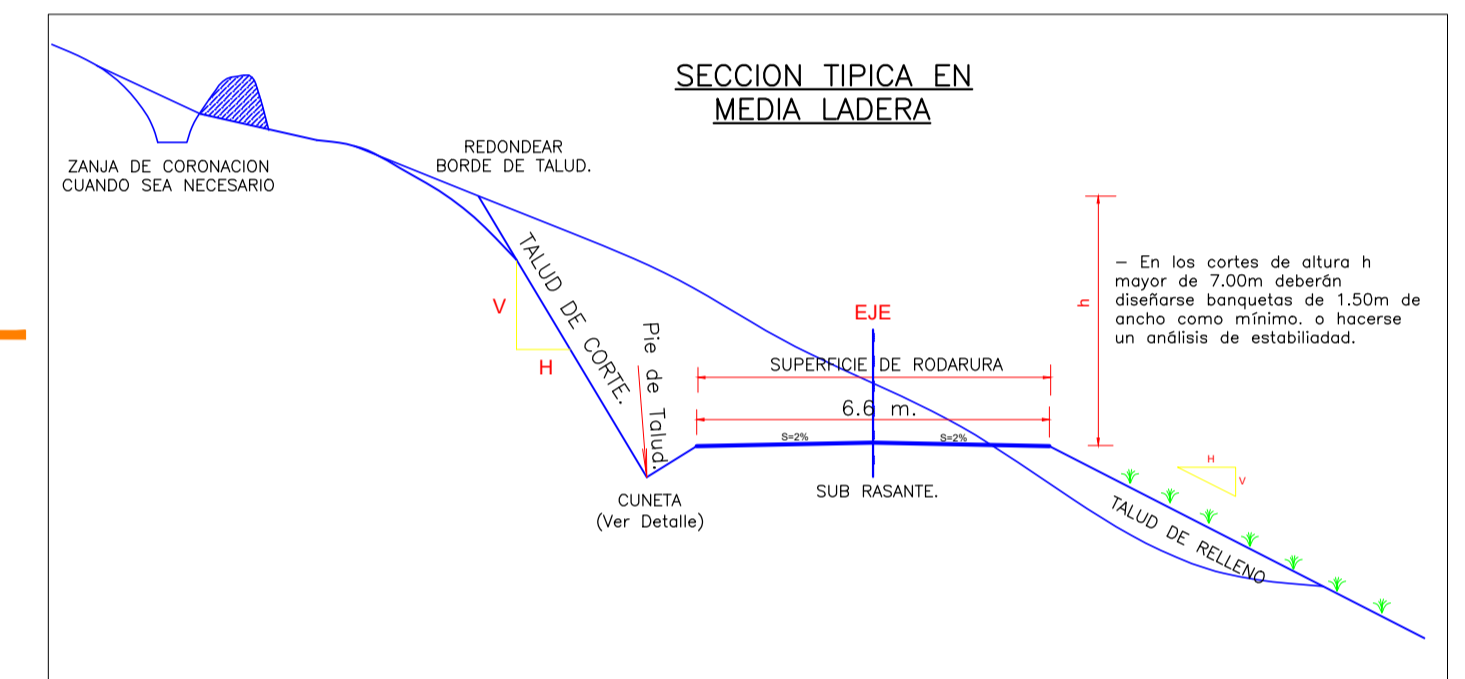 SECCION TIPICA EN
MEDIA LADERA
ZANJA DE CORONACION
CUANDO SEA NECESARIO
REDONDEAR
BORDE DE TALUD.
TALUD DE CORTE.
V
H
Pie de Talud.
EJE
SUPERFICIE DE RODARURA
6.6 m.
S=2%
S=2%
SUB RASANTE.
CUNETA
(Ver Detalle)
h
– En los cortes de altura h
mayor de 7.00m deberán
diseñarse banquetas de 1.50m de
ancho como mínimo. o hacerse
un análisis de estabiliadad.
H
V
TALUD DE RELLENO